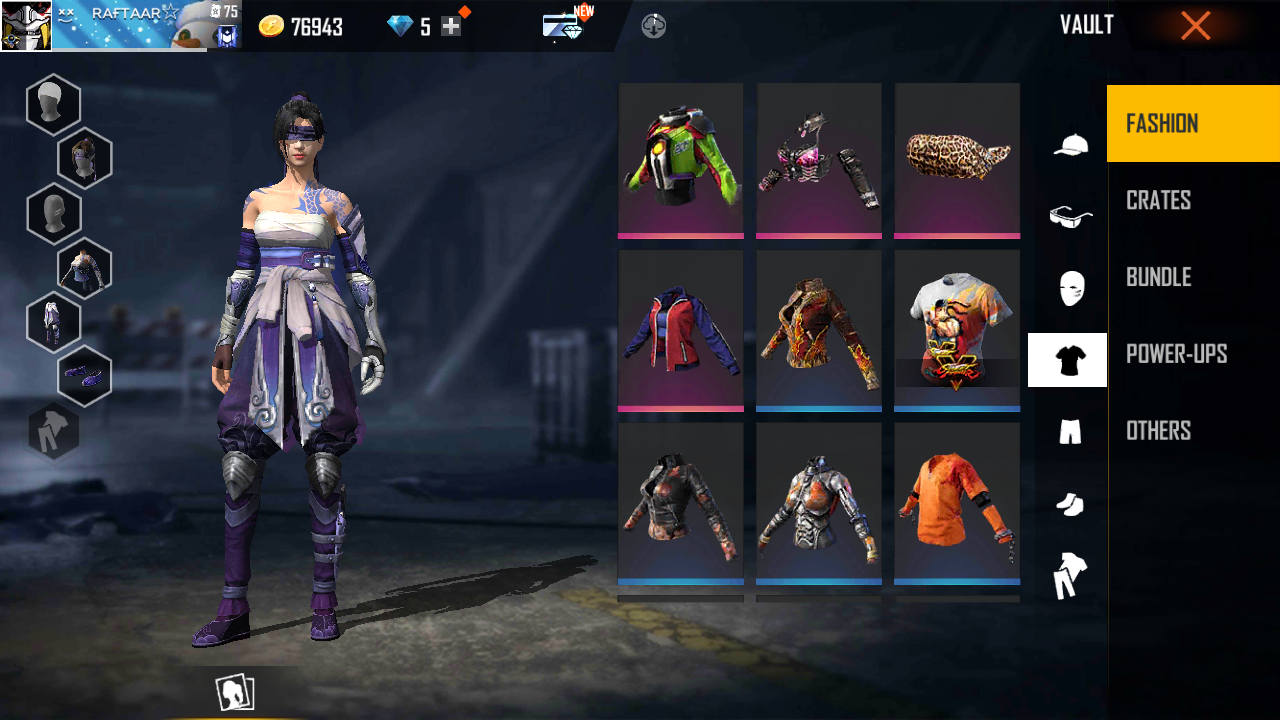 RAFTAAR☆
75
76943
5
NEW
VAULT
FASHION
CRATES
BUNDLE
POWER-UPS
OTHERS